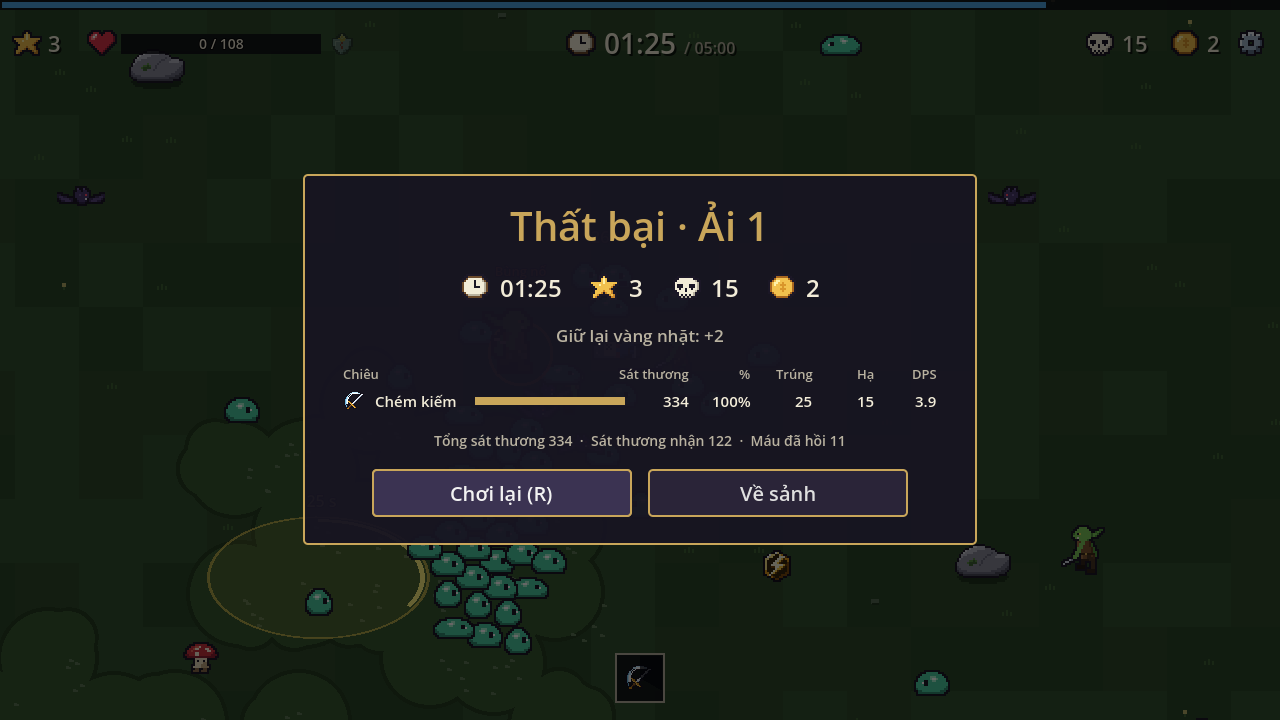 3
0 / 108
01:25 / 05:00
15
2
Thất bại · Ải 1
01:25 3 15 2
Giữ lại vàng nhặt: +2
Chiêu Sát thương % Trúng Hạ DPS
Chém kiếm 334 100% 25 15 3.9
Tổng sát thương 334 · Sát thương nhận 122 · Máu đã hồi 11
Chơi lại (R)
Về sảnh